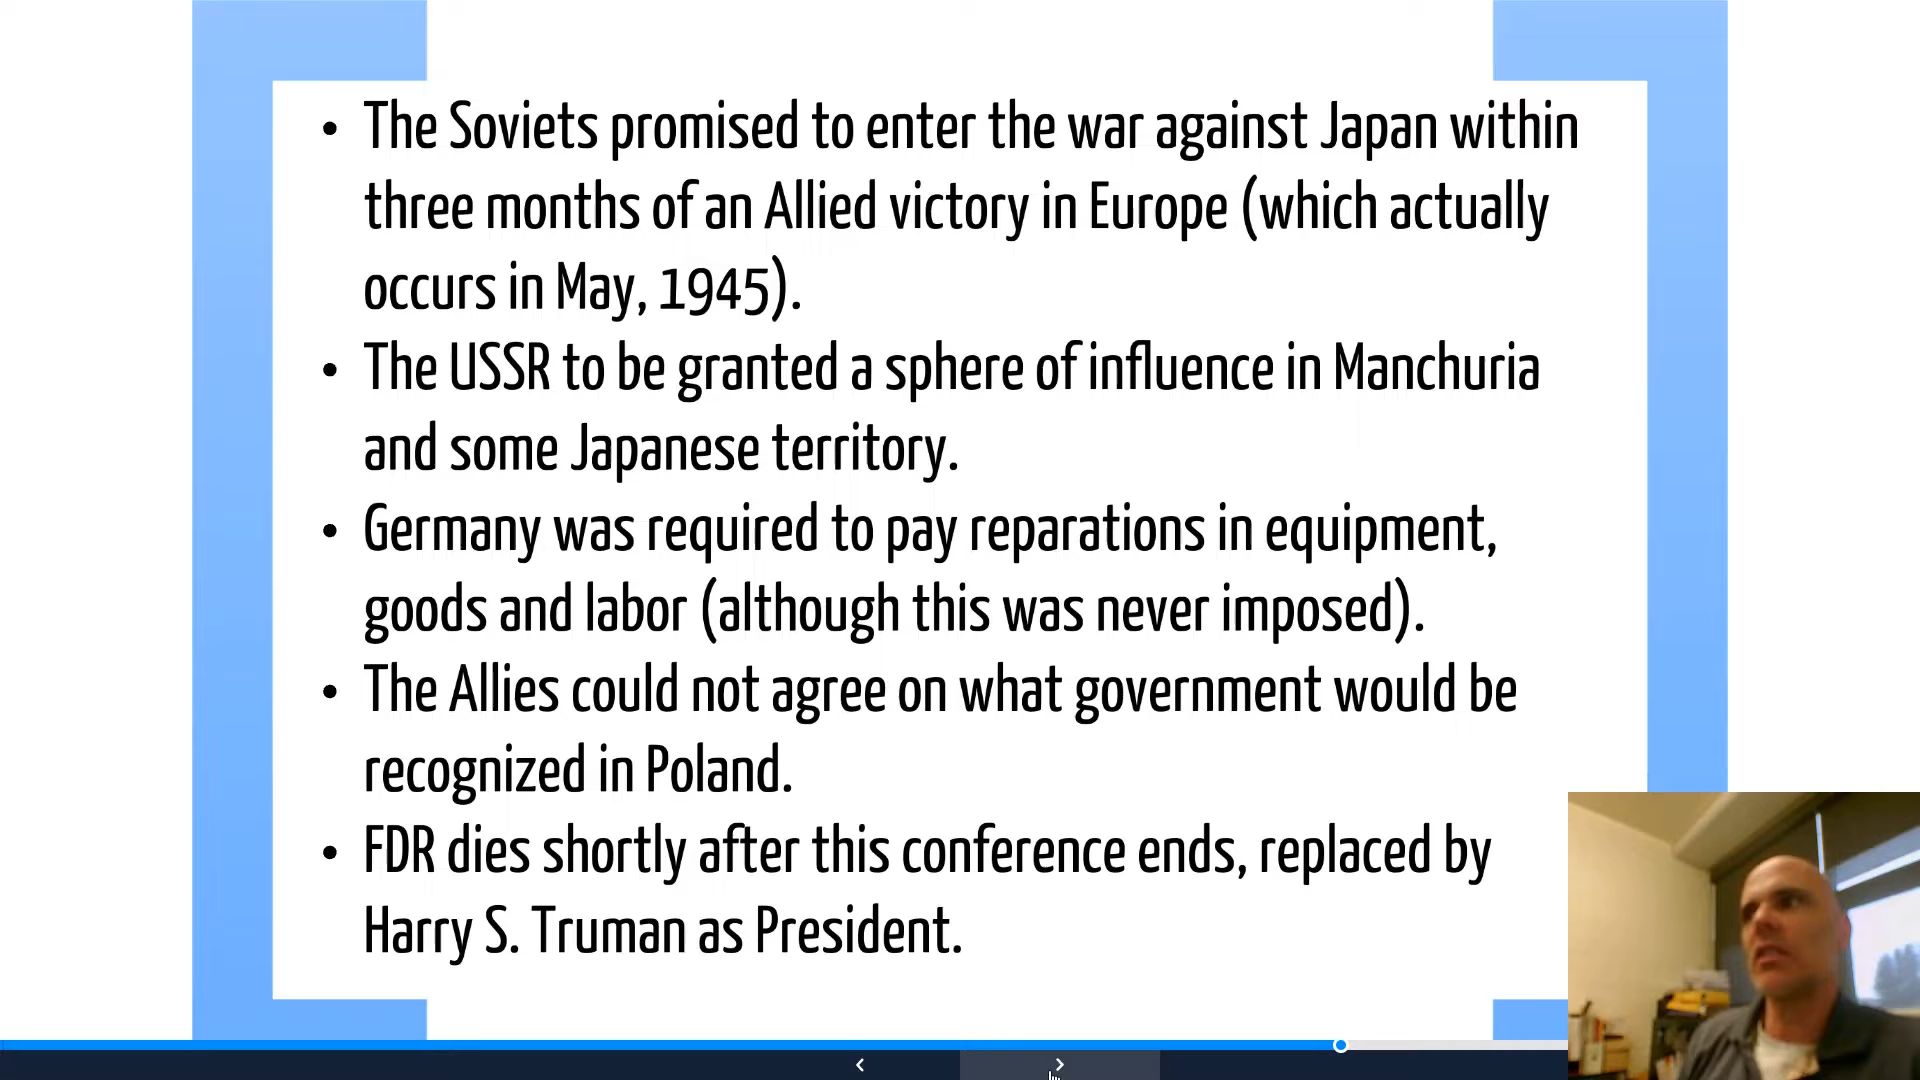 • The Soviets promised to enter the war against Japan within
three months of an Allied victory in Europe (which actually
occurs in May, 1945).
• The USSR to be granted a sphere of influence in Manchuria
and some Japanese territory.
• Germany was required to pay reparations in equipment,
goods and labor (although this was never imposed).
• The Allies could not agree on what government would be
recognized in Poland.
• FDR dies shortly after this conference ends, replaced by
Harry S. Truman as President.